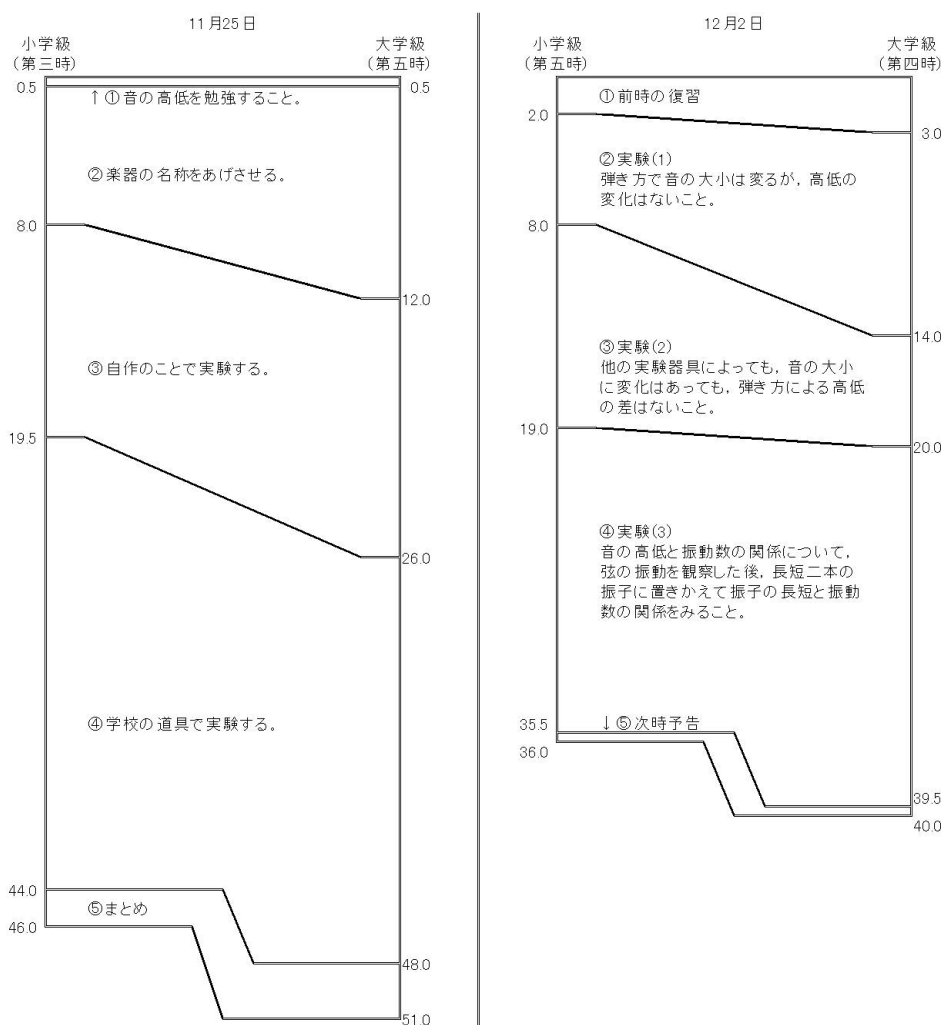 11月25日
小学級
(第三時)
大学級
(第五時)
0.5
0.5
↑①音の高低を勉強すること。
②楽器の名称をあげさせる。
8.0
12.0
③自作のことで実験する。
19.5
26.0
④学校の道具で実験する。
44.0
⑤まとめ
46.0
48.0
51.0
12月2日
小学級
(第五時)
大学級
(第四時)
①前時の復習
2.0
3.0
②実験(1)
弾き方で音の大小は変るが,高低の
変化はないこと。
8.0
14.0
③実験(2)
他の実験器具によっても,音の大小
に変化はあっても,弾き方による高低
の差はないこと。
19.0
20.0
④実験(3)
音の高低と振動数の関係について,
弦の振動を観察した後,長短二本の
振子に置きかえて振子の長短と振動
数の関係をみること。
35.5
↓⑤次時予告
36.0
39.5
40.0